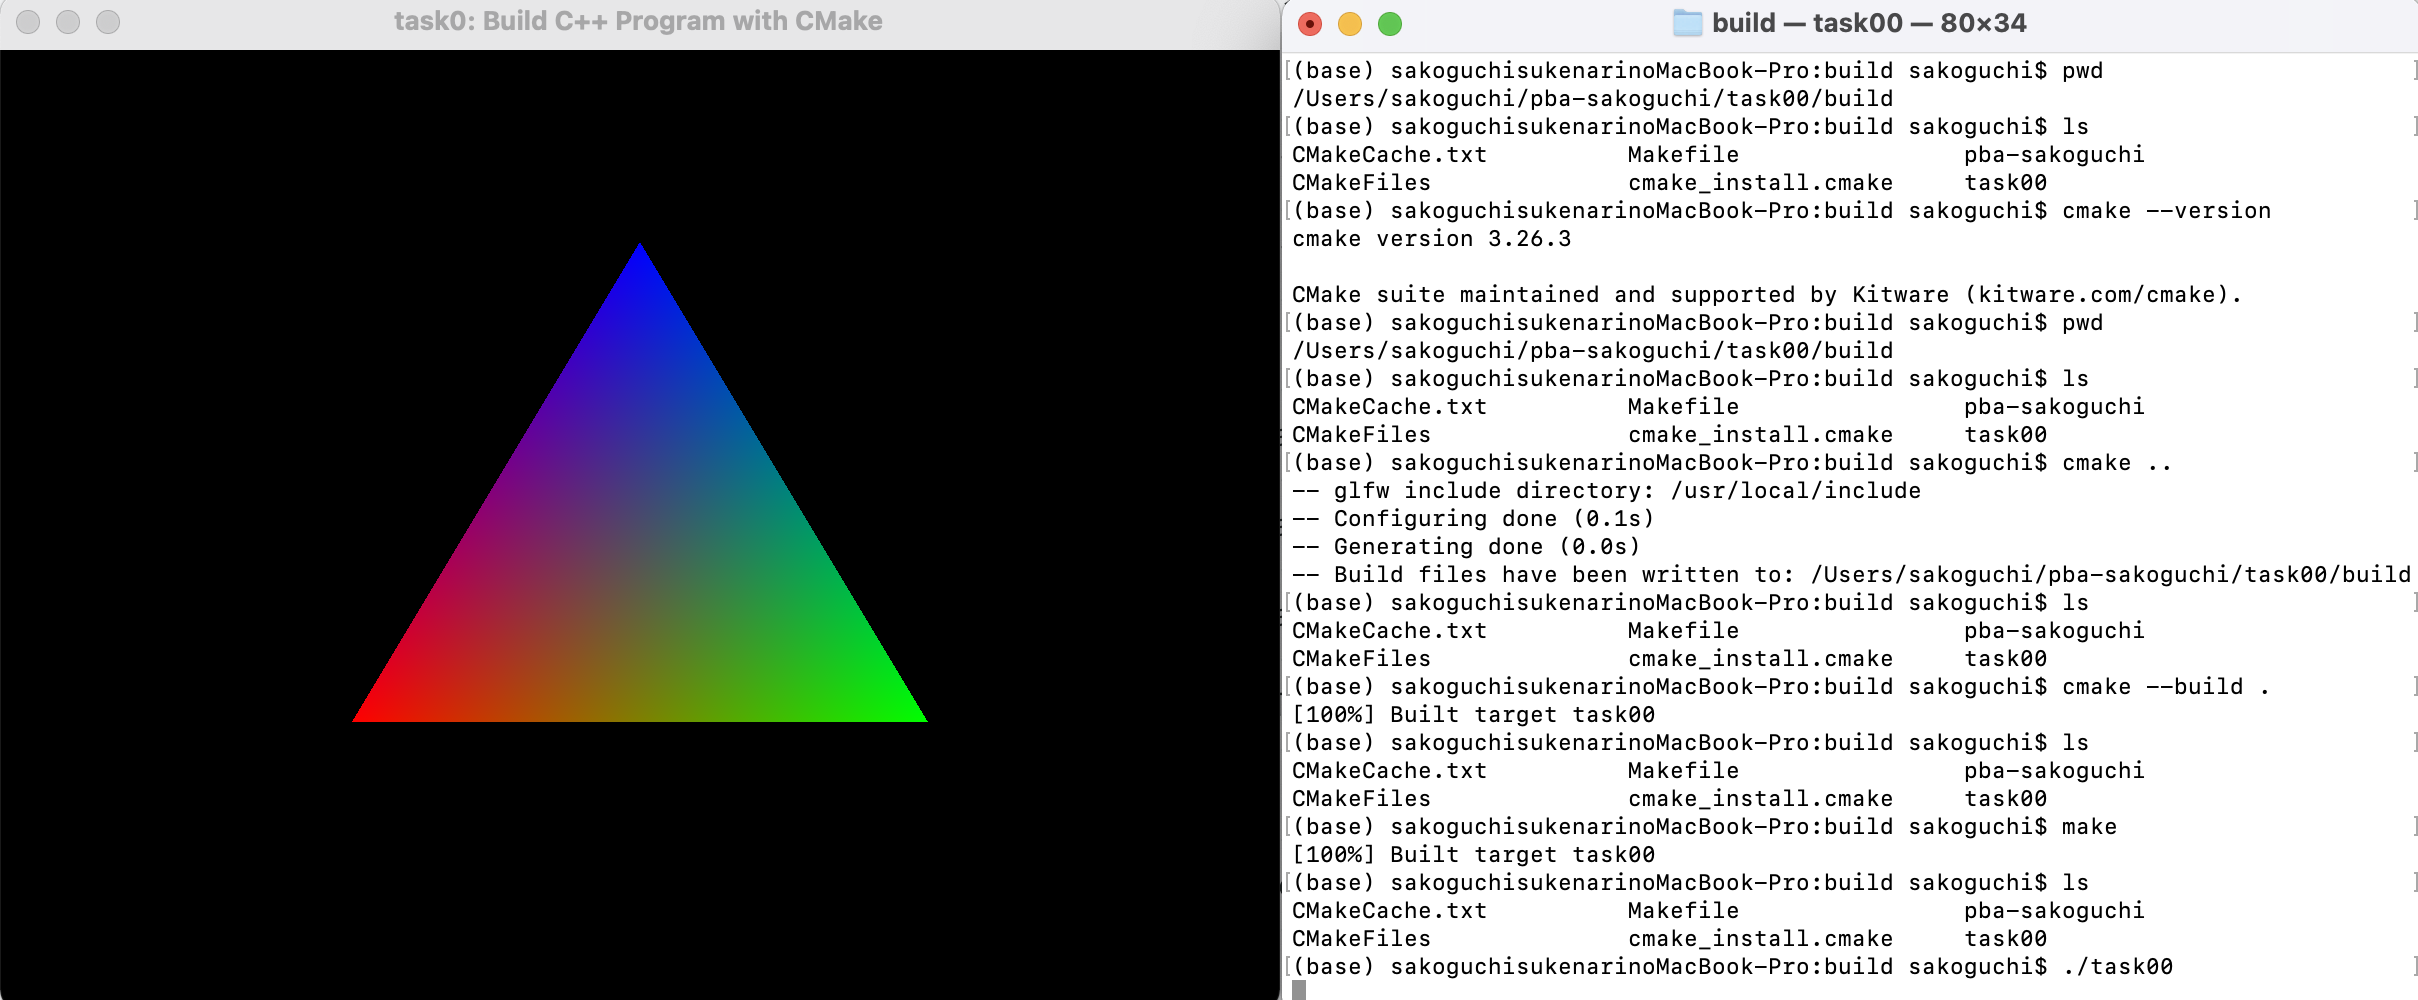 task0: Build C++ Program with CMake
build — task00 — 80×34
(base) sakoguchisukenarinoMacBook-Pro:build sakoguchi$ pwd
/Users/sakoguchi/pba-sakoguchi/task00/build
(base) sakoguchisukenarinoMacBook-Pro:build sakoguchi$ ls
CMakeCache.txt          Makefile                pba-sakoguchi
CMakeFiles              cmake_install.cmake     task00
(base) sakoguchisukenarinoMacBook-Pro:build sakoguchi$ cmake --version
cmake version 3.26.3

CMake suite maintained and supported by Kitware (kitware.com/cmake).
(base) sakoguchisukenarinoMacBook-Pro:build sakoguchi$ pwd
/Users/sakoguchi/pba-sakoguchi/task00/build
(base) sakoguchisukenarinoMacBook-Pro:build sakoguchi$ ls
CMakeCache.txt          Makefile                pba-sakoguchi
CMakeFiles              cmake_install.cmake     task00
(base) sakoguchisukenarinoMacBook-Pro:build sakoguchi$ cmake ..
-- glfw include directory: /usr/local/include
-- Configuring done (0.1s)
-- Generating done (0.0s)
-- Build files have been written to: /Users/sakoguchi/pba-sakoguchi/task00/build
(base) sakoguchisukenarinoMacBook-Pro:build sakoguchi$ ls
CMakeCache.txt          Makefile                pba-sakoguchi
CMakeFiles              cmake_install.cmake     task00
(base) sakoguchisukenarinoMacBook-Pro:build sakoguchi$ cmake --build .
[100%] Built target task00
(base) sakoguchisukenarinoMacBook-Pro:build sakoguchi$ ls
CMakeCache.txt          Makefile                pba-sakoguchi
CMakeFiles              cmake_install.cmake     task00
(base) sakoguchisukenarinoMacBook-Pro:build sakoguchi$ make
[100%] Built target task00
(base) sakoguchisukenarinoMacBook-Pro:build sakoguchi$ ls
CMakeCache.txt          Makefile                pba-sakoguchi
CMakeFiles              cmake_install.cmake     task00
(base) sakoguchisukenarinoMacBook-Pro:build sakoguchi$ ./task00